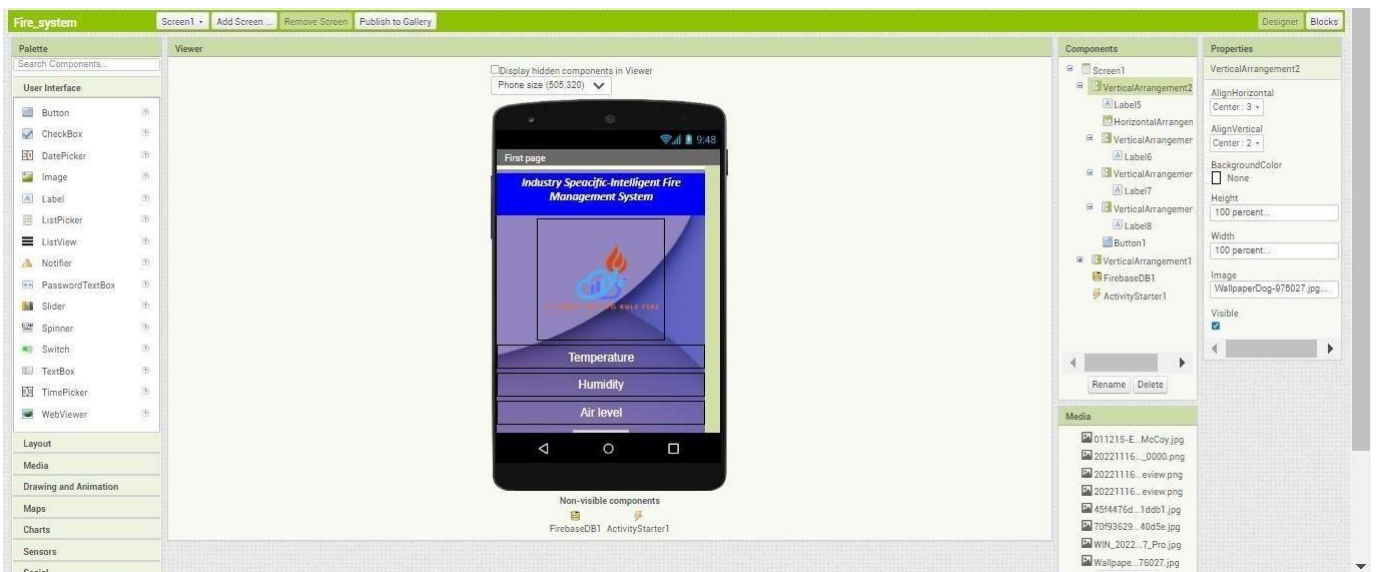 Fire_system
Screen1
Add Screen ...
Remove Screen
Publish to Gallery
Designer
Blocks
Palette
Search Components...
User Interface
Button
CheckBox
DatePicker
Image
Label
ListPicker
ListView
Notifier
PasswordTextBox
Slider
Spinner
Switch
TextBox
TimePicker
WebViewer
Layout
Media
Drawing and Animation
Maps
Charts
Sensors
Social
Viewer
Display hidden components in Viewer
Phone size (505,320)
9:48
First page
Industry Speacific-Intelligent Fire
Management System
RULE FIRE
Temperature
Humidity
Air level
Non-visible components
FirebaseDB1 ActivityStarter1
Components
Screen1
VerticalArrangement2
Label5
HorizontalArrangen
VerticalArrangemer
Label6
VerticalArrangemer
Label7
VerticalArrangemer
Label8
Button1
VerticalArrangement1
FirebaseDB1
ActivityStarter1
Rename Delete
Media
011215-E...McCoy.jpg
20221116..._0000.png
20221116...eview.png
20221116...eview.png
45f4476d...1ddb1.jpg
70f93629...40d5e.jpg
WIN_2022...7_Pro.jpg
Wallpape...76027.jpg
Properties
VerticalArrangement2
AlignHorizontal
Center : 3
AlignVertical
Center : 2
BackgroundColor
None
Height
100 percent...
Width
100 percent...
Image
WallpaperDog-976027.jpg...
Visible